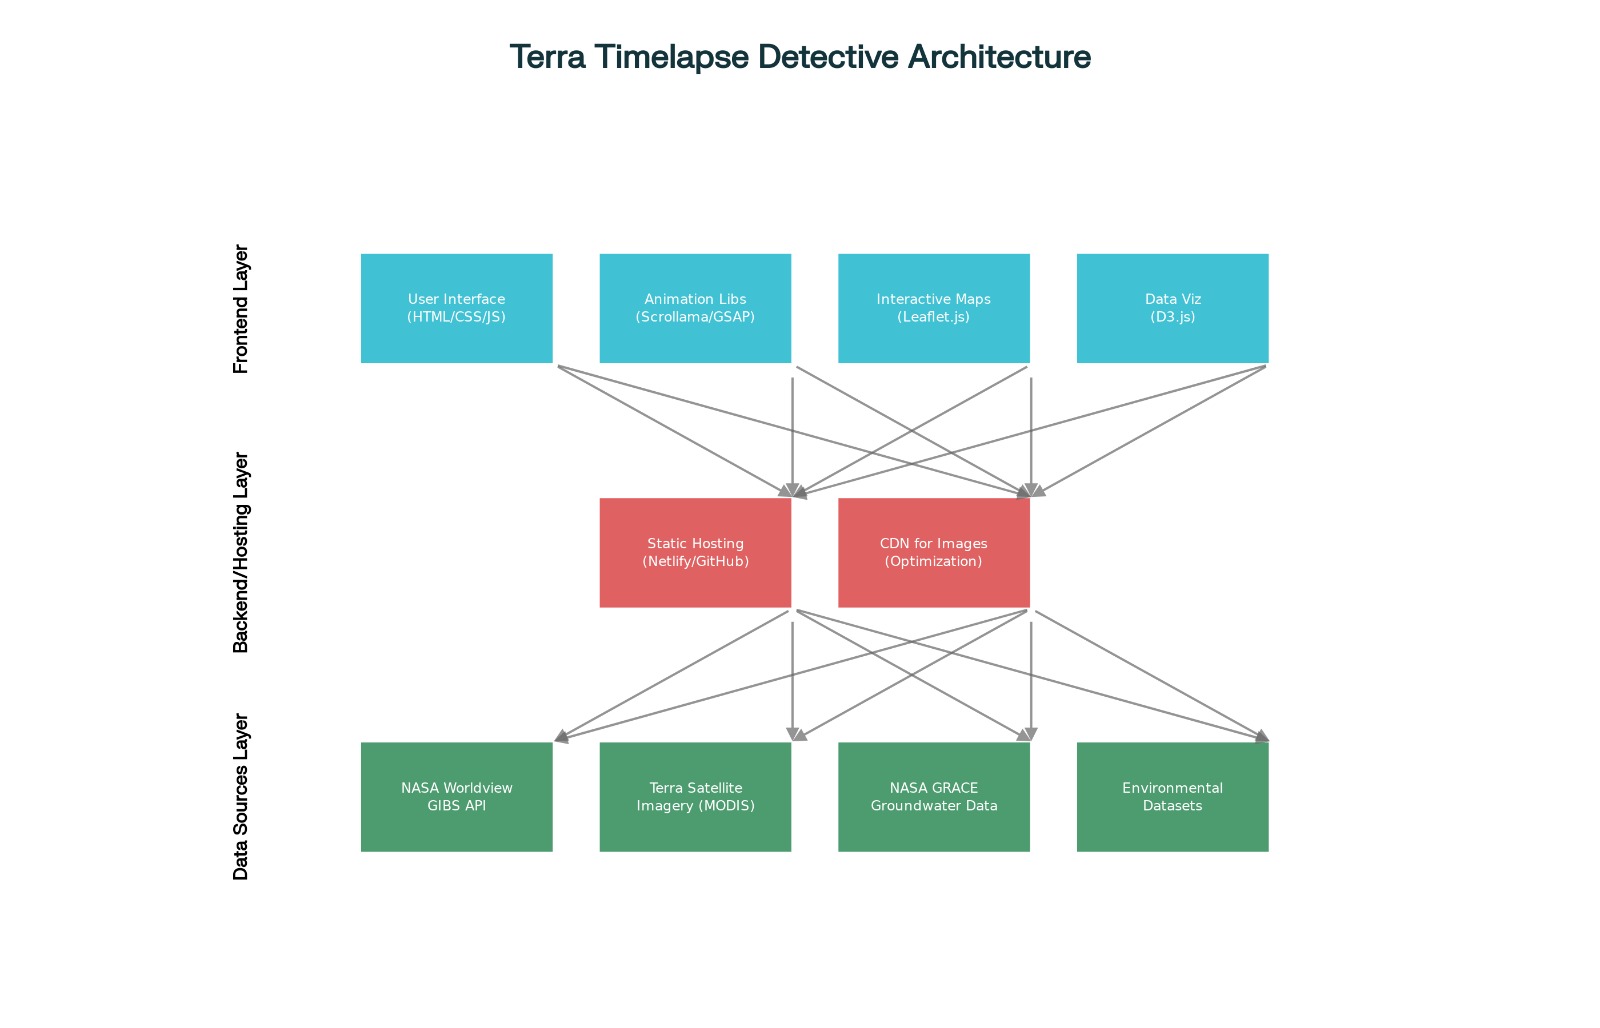 Terra Timelapse Detective Architecture
Frontend Layer
User Interface
(HTML/CSS/JS)
Animation Libs
(Scrollama/GSAP)
Interactive Maps
(Leaflet.js)
Data Viz
(D3.js)
Backend/Hosting Layer
Static Hosting
(Netlify/GitHub)
CDN for Images
(Optimization)
Data Sources Layer
NASA Worldview
GIBS API
Terra Satellite
Imagery (MODIS)
NASA GRACE
Groundwater Data
Environmental
Datasets